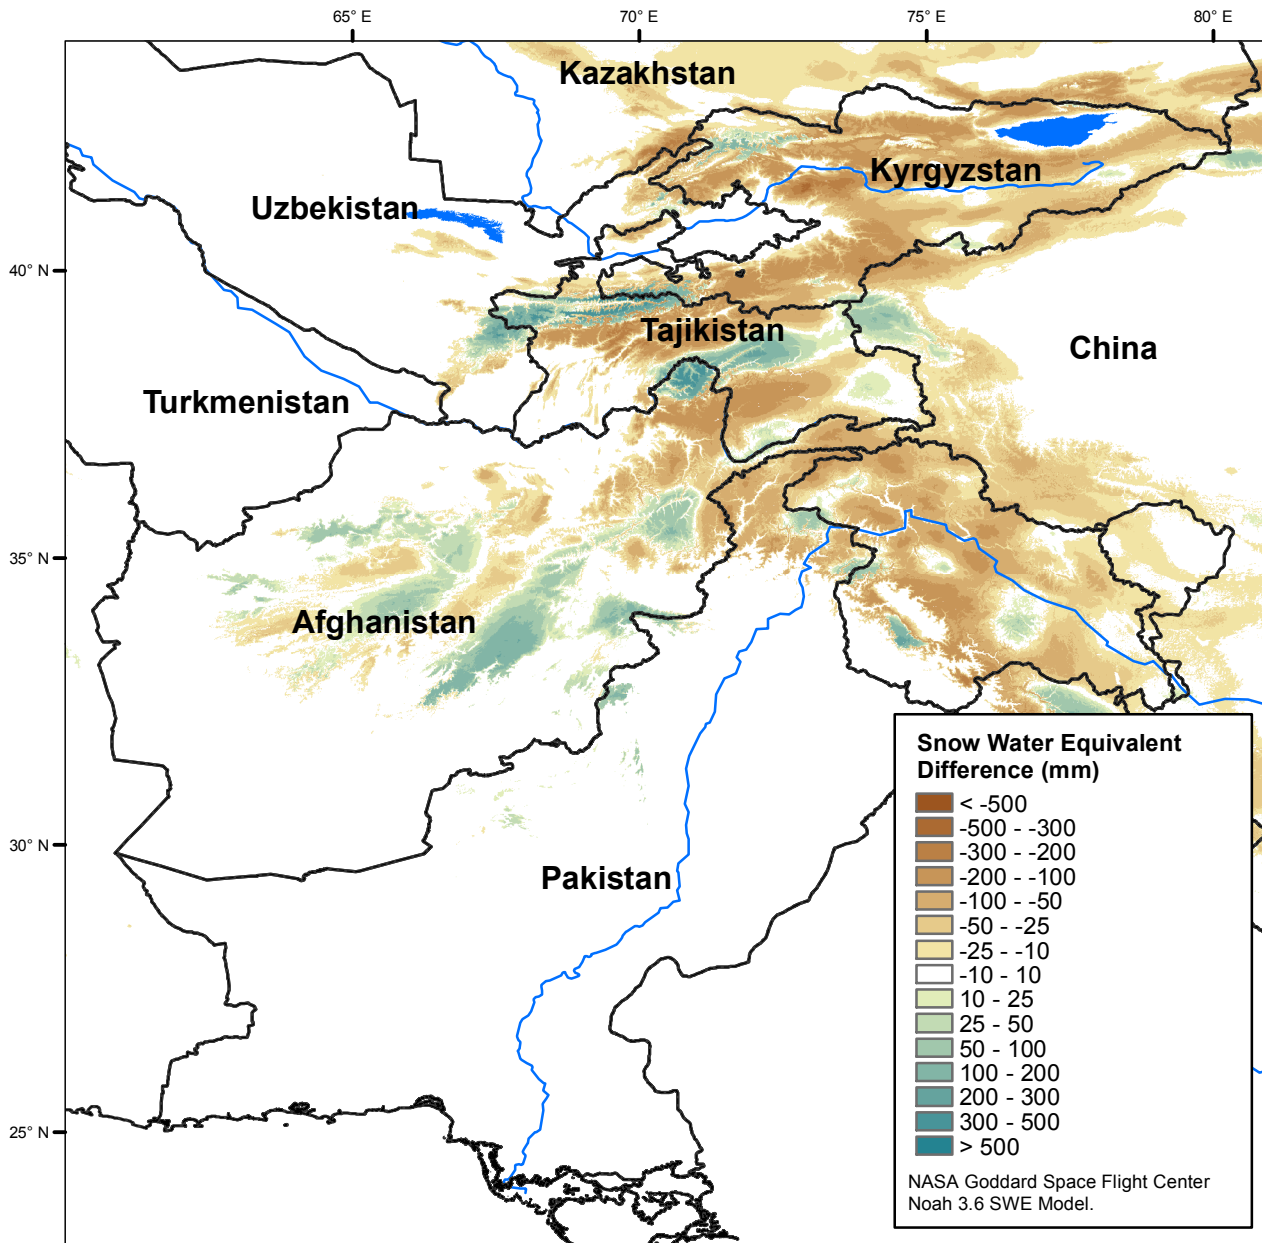 65° E
70° E
75° E
80° E
Kazakhstan
Kyrgyzstan
Uzbekistan
40° N
Tajikistan
China
Turkmenistan
35° N
Afghanistan
Snow Water Equivalent
Difference (mm)
< -500
-500 - -300
-300 - -200
-200 - -100
-100 - -50
-50 - -25
-25 - -10
-10 - 10
10 - 25
25 - 50
50 - 100
100 - 200
200 - 300
300 - 500
> 500
NASA Goddard Space Flight Center
Noah 3.6 SWE Model.
30° N
Pakistan
25° N